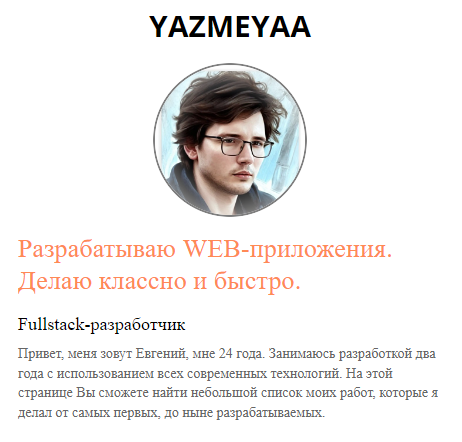 YAZMEYAA
Разрабатываю WEB-приложения.
Делаю классно и быстро.
Fullstack-разработчик
Привет, меня зовут Евгений, мне 24 года. Занимаюсь разработкой два
года с использованием всех современных технологий. На этой
странице Вы сможете найти небольшой список моих работ, которые я
делал от самых первых, до ныне разрабатываемых.